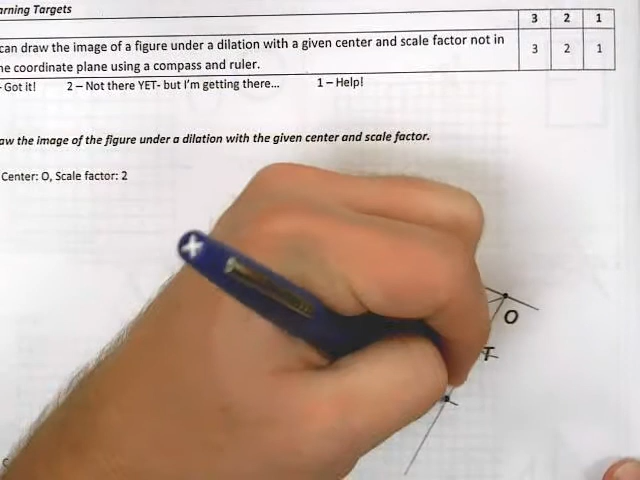 arning Targets
3 2 1
can draw the image of a figure under a dilation with a given center and scale factor not in
he coordinate plane using a compass and ruler.
3 2 1
- Got it! 2 – Not there YET- but I'm getting there... 1 – Help!
aw the image of the figure under a dilation with the given center and scale factor.
Center: O, Scale factor: 2
O